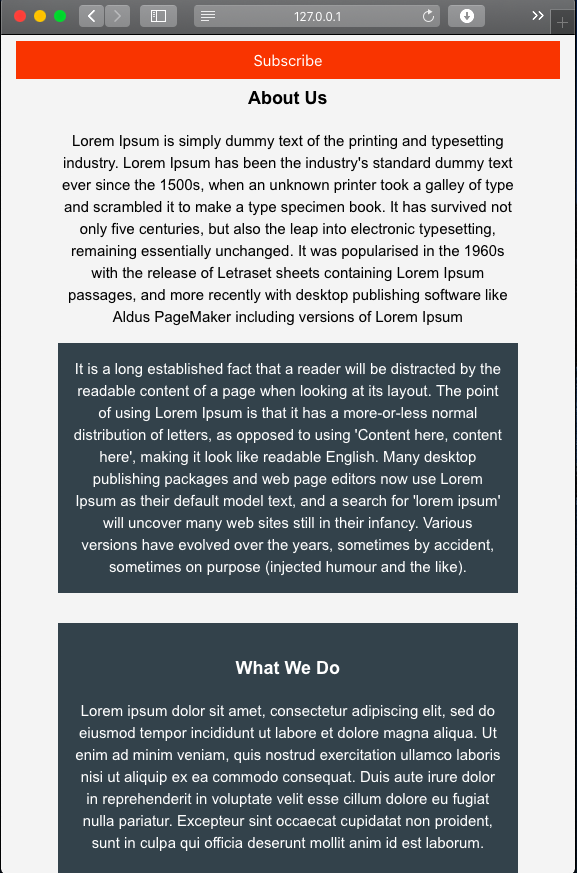 127.0.0.1
Subscribe
About Us
Lorem Ipsum is simply dummy text of the printing and typesetting
industry. Lorem Ipsum has been the industry's standard dummy text
ever since the 1500s, when an unknown printer took a galley of type
and scrambled it to make a type specimen book. It has survived not
only five centuries, but also the leap into electronic typesetting,
remaining essentially unchanged. It was popularised in the 1960s
with the release of Letraset sheets containing Lorem Ipsum
passages, and more recently with desktop publishing software like
Aldus PageMaker including versions of Lorem Ipsum
It is a long established fact that a reader will be distracted by the
readable content of a page when looking at its layout. The point
of using Lorem Ipsum is that it has a more-or-less normal
distribution of letters, as opposed to using 'Content here, content
here', making it look like readable English. Many desktop
publishing packages and web page editors now use Lorem
Ipsum as their default model text, and a search for 'lorem ipsum'
will uncover many web sites still in their infancy. Various
versions have evolved over the years, sometimes by accident,
sometimes on purpose (injected humour and the like).
What We Do
Lorem ipsum dolor sit amet, consectetur adipiscing elit, sed do
eiusmod tempor incididunt ut labore et dolore magna aliqua. Ut
enim ad minim veniam, quis nostrud exercitation ullamco laboris
nisi ut aliquip ex ea commodo consequat. Duis aute irure dolor
in reprehenderit in voluptate velit esse cillum dolore eu fugiat
nulla pariatur. Excepteur sint occaecat cupidatat non proident,
sunt in culpa qui officia deserunt mollit anim id est laborum.